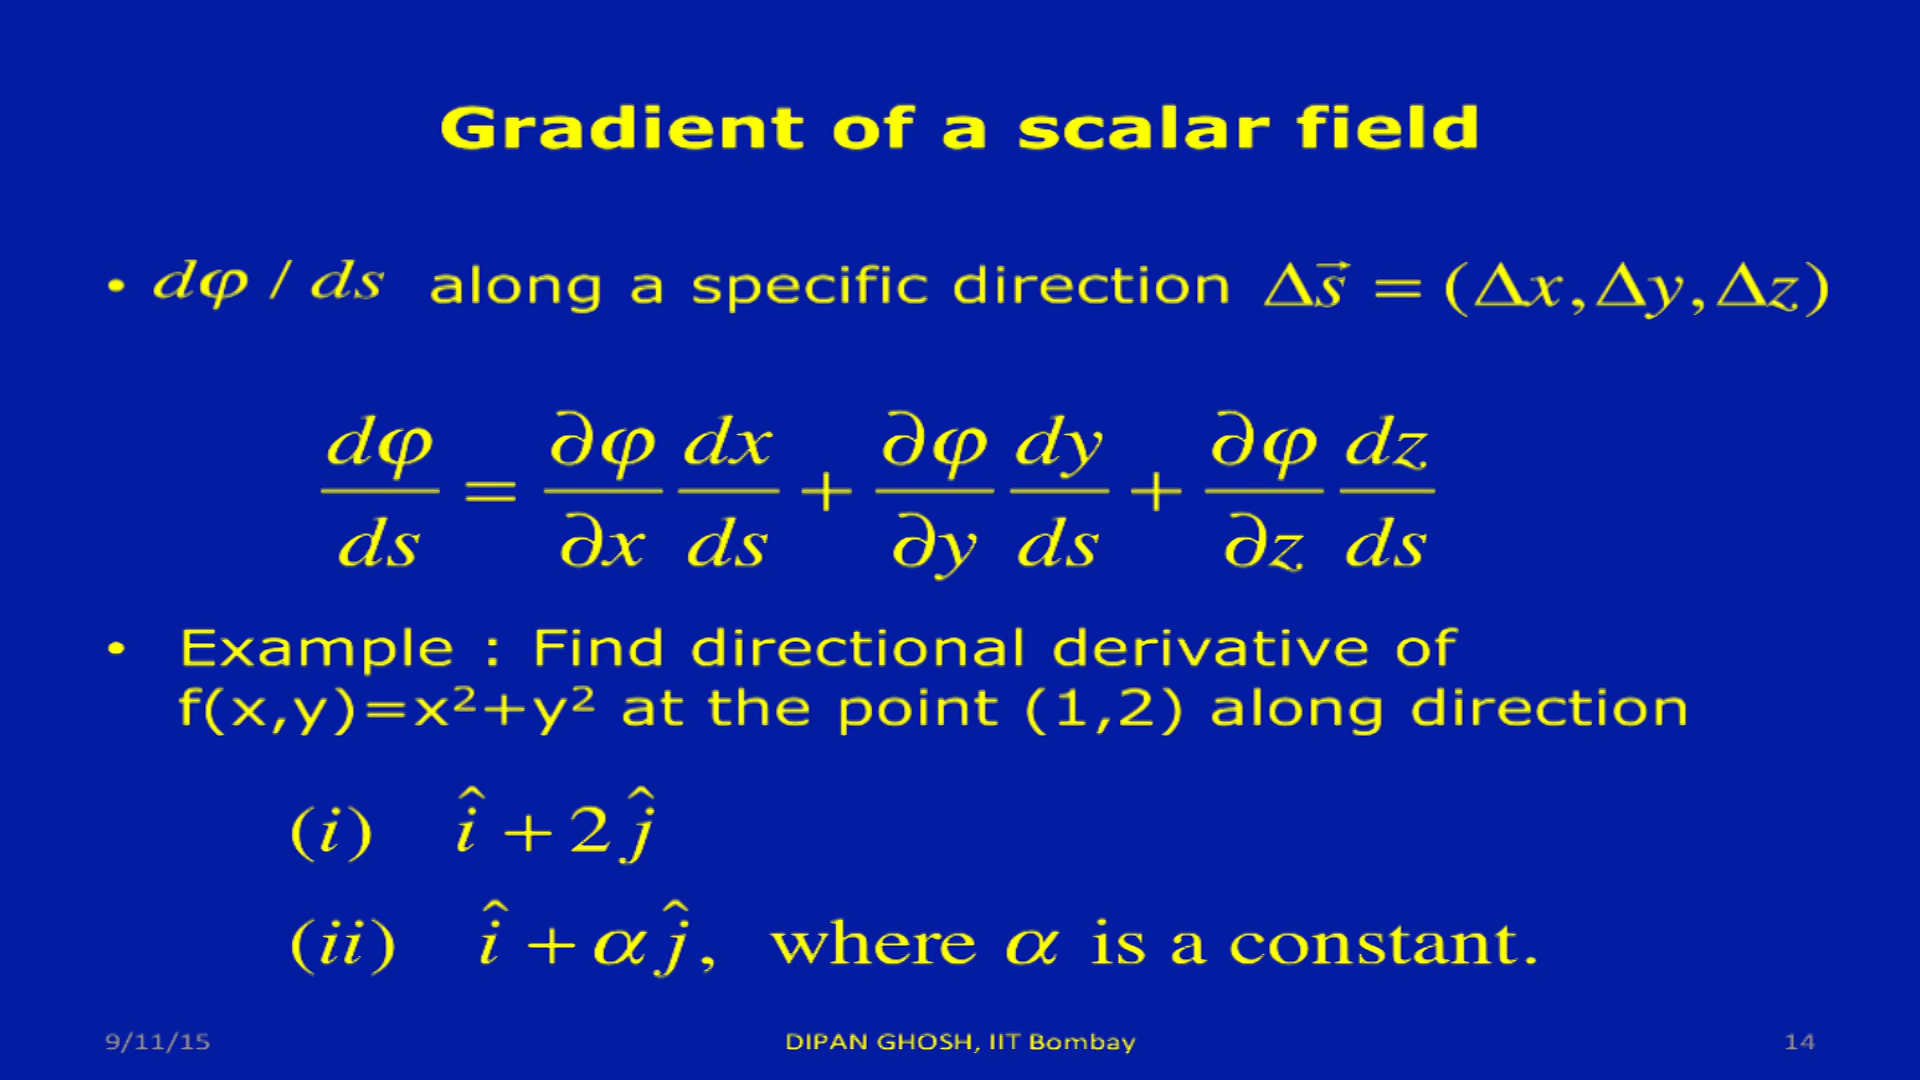 Gradient of a scalar field
• dφ / ds along a specific direction Δs⃗ = (Δx, Δy, Δz)
dφ/ds = ∂φ/∂x dx/ds + ∂φ/∂y dy/ds + ∂φ/∂z dz/ds
• Example : Find directional derivative of
f(x,y)=x²+y² at the point (1,2) along direction
(i) î + 2ĵ
(ii) î + αĵ, where α is a constant.
9/11/15 DIPAN GHOSH, IIT Bombay 14